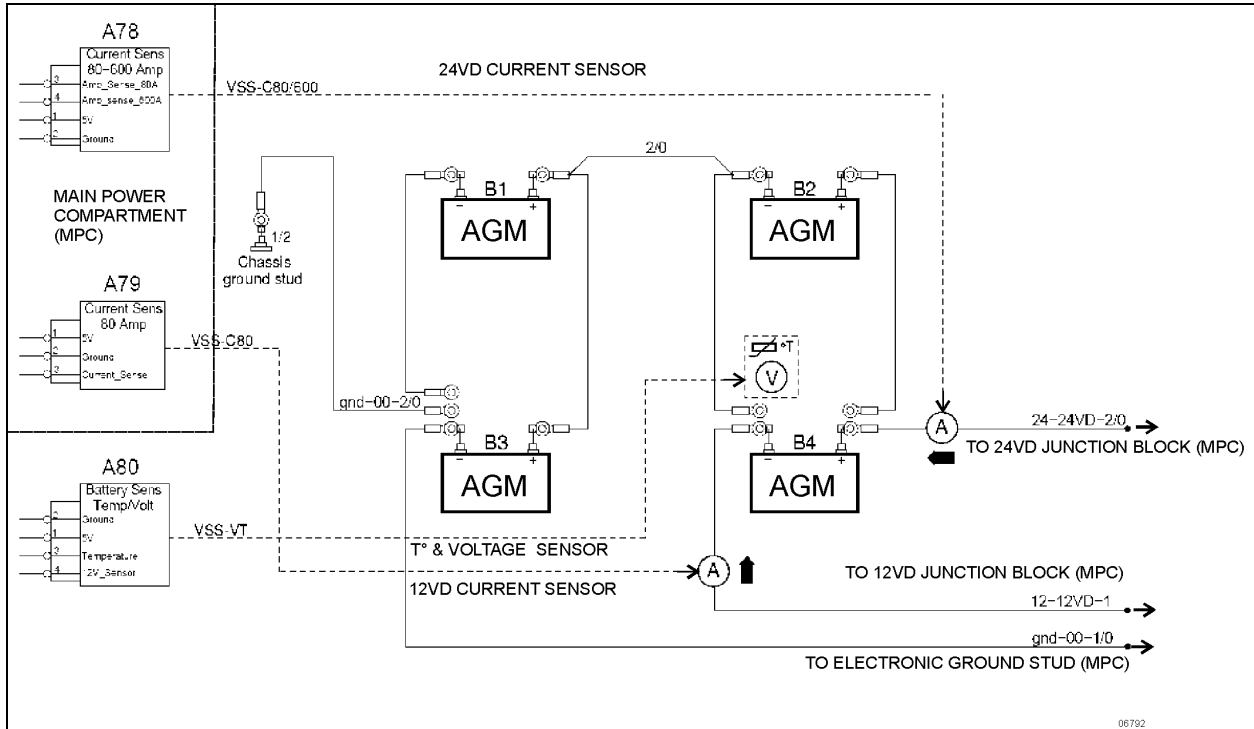 A78
Current Sens
80-600 Amp
3
Amp_Sense_80A
4
Amp_sense_600A
1
5V
2
Ground
VSS-C80/600
24VD CURRENT SENSOR
MAIN POWER
COMPARTMENT
(MPC)
1/2
Chassis
ground stud
2/0
B1
- +
AGM
B2
- +
AGM
A79
Current Sens
80 Amp
1
5V
2
Ground
3
Current_Sense
VSS-C80
gnd-00-2/0
°T
V
B3
- +
AGM
B4
- +
AGM
A
24-24VD-2/0
TO 24VD JUNCTION BLOCK (MPC)
A80
Battery Sens
Temp/Volt
2
Ground
1
5V
3
Temperature
4
12V_Sensor
VSS-VT
T° & VOLTAGE SENSOR
12VD CURRENT SENSOR
A
TO 12VD JUNCTION BLOCK (MPC)
12-12VD-1
gnd-00-1/0
TO ELECTRONIC GROUND STUD (MPC)
06792